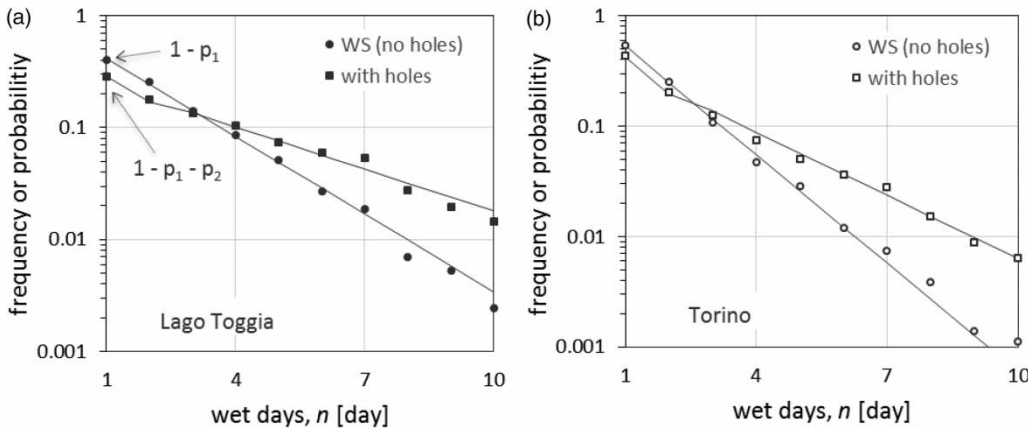 (a)
1
0.1
0.01
0.001
frequency or probabilitiy
1 - p1
1 - p1 - p2
WS (no holes)
with holes
Lago Toggia
1
4
7
10
wet days, n [day]
(b)
1
0.1
0.01
0.001
frequency or probability
WS (no holes)
with holes
Torino
1
4
7
10
wet days, n [day]